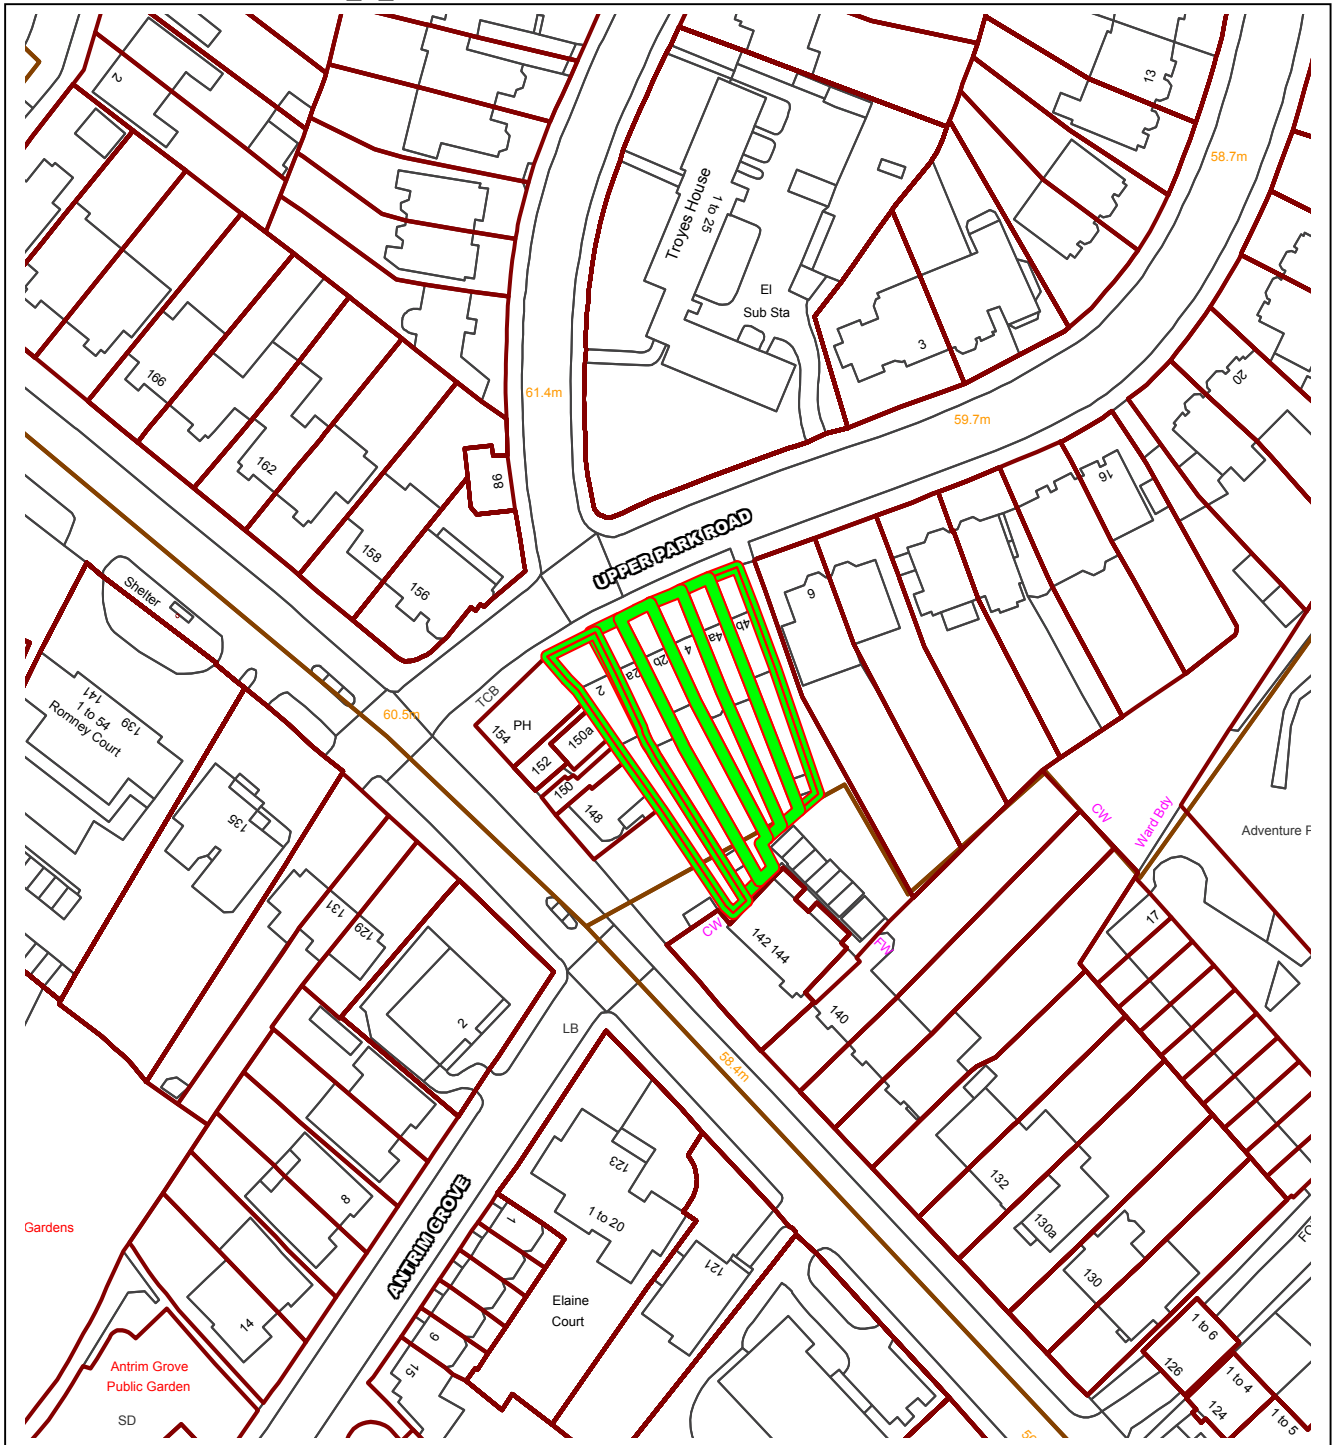 2
13
58.7m
Troyes House
1 to 25
El
Sub Sta
3
61.4m
59.7m
20
166
162
98
16
158
156
UPPER PARK ROAD
Shelter
6
4b
4a
4
2b
2a
2
TCB
PH
154
150a
152
150
148
60.5m
141
139
1 to 54
Romney Court
135
CW
Ward Bdy
Adventure P
131
129
17
CW
142 144
FW
140
2
LB
58.4m
123
1 to 20
132
130a
8
ANTRIM GROVE
1
121
130
Gardens
14
Elaine
Court
9
15
Antrim Grove
Public Garden
SD
1 to 6
126
1 to 4
124
1 to 5